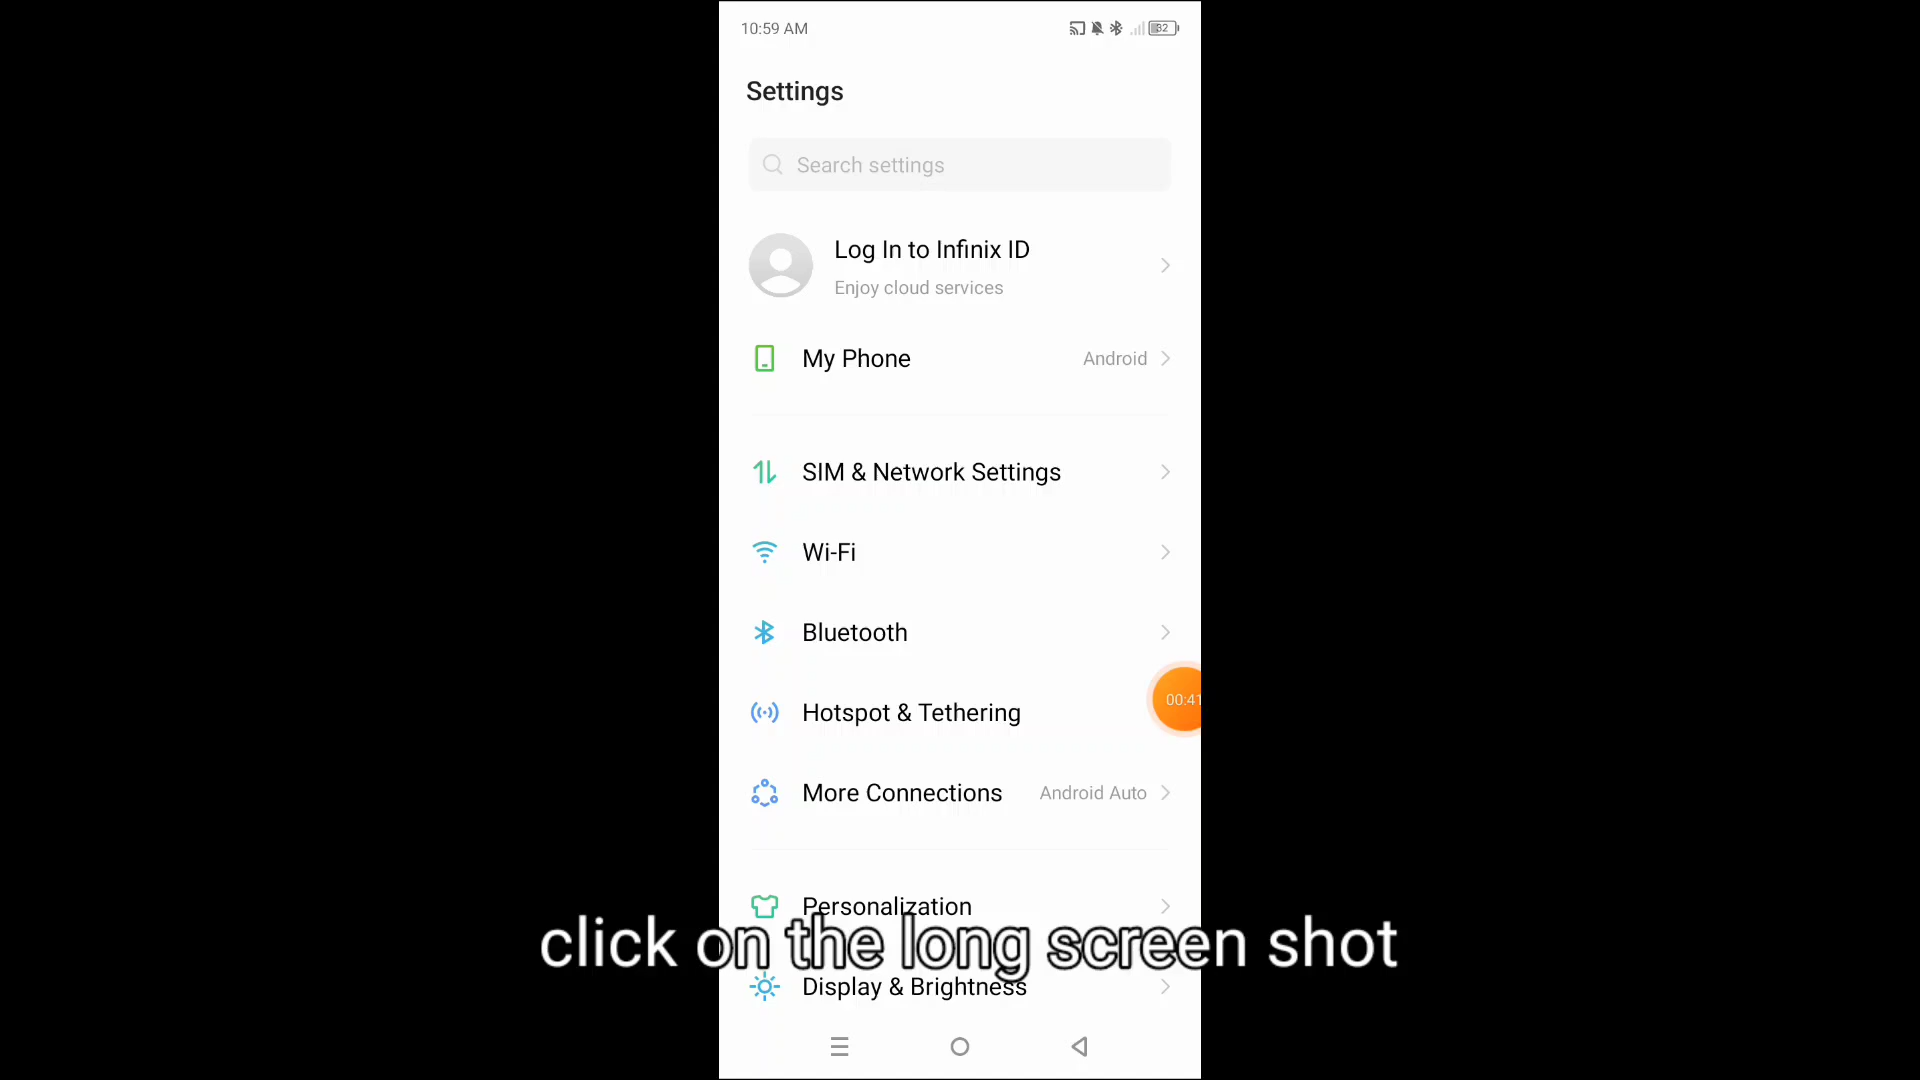 10:59 AM
32
Settings
Search settings
Log In to Infinix ID
Enjoy cloud services
My Phone
Android
SIM & Network Settings
Wi-Fi
Bluetooth
Hotspot & Tethering
00:41
More Connections
Android Auto
Personalization
click on the long screen shot
Display & Brightness